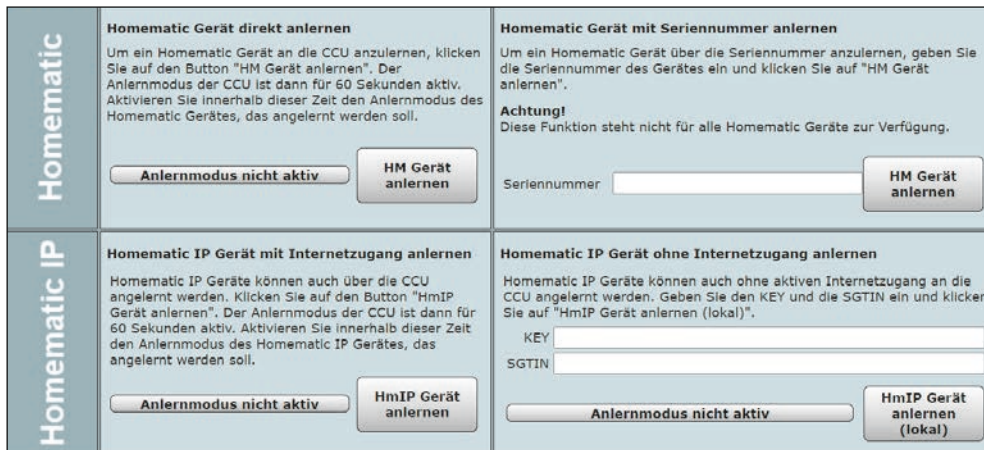 Homematic
Homematic Gerät direkt anlernen
Um ein Homematic Gerät an die CCU anzulernen, klicken
Sie auf den Button "HM Gerät anlernen". Der
Anlernmodus der CCU ist dann für 60 Sekunden aktiv.
Aktivieren Sie innerhalb dieser Zeit den Anlernmodus des
Homematic Gerätes, das angelernt werden soll.
Anlernmodus nicht aktiv
HM Gerät
anlernen
Homematic Gerät mit Seriennummer anlernen
Um ein Homematic Gerät über die Seriennummer anzulernen, geben Sie
die Seriennummer des Gerätes ein und klicken Sie auf "HM Gerät
anlernen".
Achtung!
Diese Funktion steht nicht für alle Homematic Geräte zur Verfügung.
Seriennummer
HM Gerät
anlernen
Homematic IP
Homematic IP Gerät mit Internetzugang anlernen
Homematic IP Geräte können auch über die CCU
angelernt werden. Klicken Sie auf den Button "HmIP
Gerät anlernen". Der Anlernmodus der CCU ist dann für
60 Sekunden aktiv. Aktivieren Sie innerhalb dieser Zeit
den Anlernmodus des Homematic IP Gerätes, das
angelernt werden soll.
Anlernmodus nicht aktiv
HmIP Gerät
anlernen
Homematic IP Gerät ohne Internetzugang anlernen
Homematic IP Geräte können auch ohne aktiven Internetzugang an die
CCU angelernt werden. Geben Sie den KEY und die SGTIN ein und klicken
Sie auf "HmIP Gerät anlernen (lokal)".
KEY
SGTIN
Anlernmodus nicht aktiv
HmIP Gerät
anlernen
(lokal)